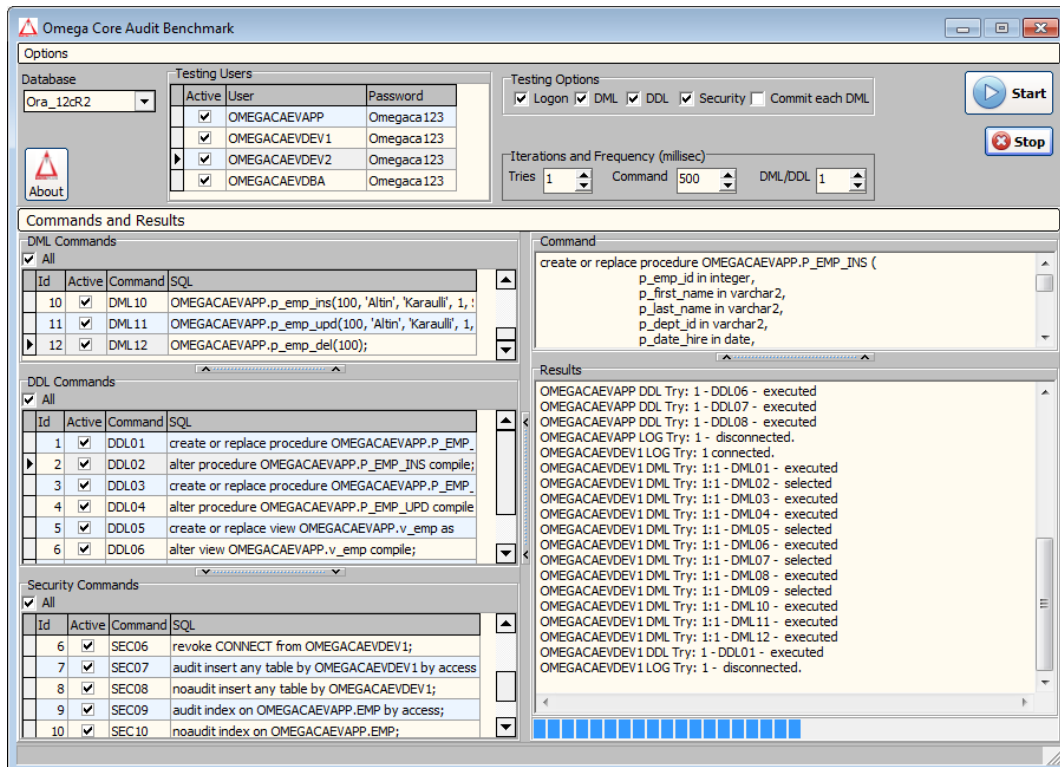 Omega Core Audit Benchmark
Options
Database
Ora_12cR2
About
Testing Users
Active User Password
OMEGACAEVAPP Omegaca123
OMEGACAEVDEV1 Omegaca123
OMEGACAEVDEV2 Omegaca123
OMEGACAEVDBA Omegaca123
Testing Options
Logon DML DDL Security Commit each DML
Iterations and Frequency (millisec)
Tries 1 Command 500 DML/DDL 1
Start
Stop
Commands and Results
DML Commands
All
Id Active Command SQL
10 DML10 OMEGACAEVAPP.p_emp_ins(100, 'Altin', 'Karaulli', 1,
11 DML11 OMEGACAEVAPP.p_emp_upd(100, 'Altin', 'Karaulli', 1,
12 DML12 OMEGACAEVAPP.p_emp_del(100);
DDL Commands
All
Id Active Command SQL
1 DDL01 create or replace procedure OMEGACAEVAPP.P_EMP_
2 DDL02 alter procedure OMEGACAEVAPP.P_EMP_INS compile;
3 DDL03 create or replace procedure OMEGACAEVAPP.P_EMP_
4 DDL04 alter procedure OMEGACAEVAPP.P_EMP_UPD compile
5 DDL05 create or replace view OMEGACAEVAPP.v_emp as
6 DDL06 alter view OMEGACAEVAPP.v_emp compile;
Security Commands
All
Id Active Command SQL
6 SEC06 revoke CONNECT from OMEGACAEVDEV1;
7 SEC07 audit insert any table by OMEGACAEVDEV1 by access
8 SEC08 noaudit insert any table by OMEGACAEVDEV1;
9 SEC09 audit index on OMEGACAEVAPP.EMP by access;
10 SEC10 noaudit index on OMEGACAEVAPP.EMP;
Command
create or replace procedure OMEGACAEVAPP.P_EMP_INS (
p_emp_id in integer,
p_first_name in varchar2,
p_last_name in varchar2,
p_dept_id in varchar2,
p_date_hire in date,
Results
OMEGACAEVAPP DDL Try: 1 - DDL06 - executed
OMEGACAEVAPP DDL Try: 1 - DDL07 - executed
OMEGACAEVAPP DDL Try: 1 - DDL08 - executed
OMEGACAEVAPP LOG Try: 1 - disconnected.
OMEGACAEVDEV1 LOG Try: 1 connected.
OMEGACAEVDEV1 DML Try: 1:1 - DML01 - executed
OMEGACAEVDEV1 DML Try: 1:1 - DML02 - selected
OMEGACAEVDEV1 DML Try: 1:1 - DML03 - executed
OMEGACAEVDEV1 DML Try: 1:1 - DML04 - executed
OMEGACAEVDEV1 DML Try: 1:1 - DML05 - selected
OMEGACAEVDEV1 DML Try: 1:1 - DML06 - executed
OMEGACAEVDEV1 DML Try: 1:1 - DML07 - selected
OMEGACAEVDEV1 DML Try: 1:1 - DML08 - executed
OMEGACAEVDEV1 DML Try: 1:1 - DML09 - selected
OMEGACAEVDEV1 DML Try: 1:1 - DML10 - executed
OMEGACAEVDEV1 DML Try: 1:1 - DML11 - executed
OMEGACAEVDEV1 DML Try: 1:1 - DML12 - executed
OMEGACAEVDEV1 DDL Try: 1 - DDL01 - executed
OMEGACAEVDEV1 LOG Try: 1 - disconnected.